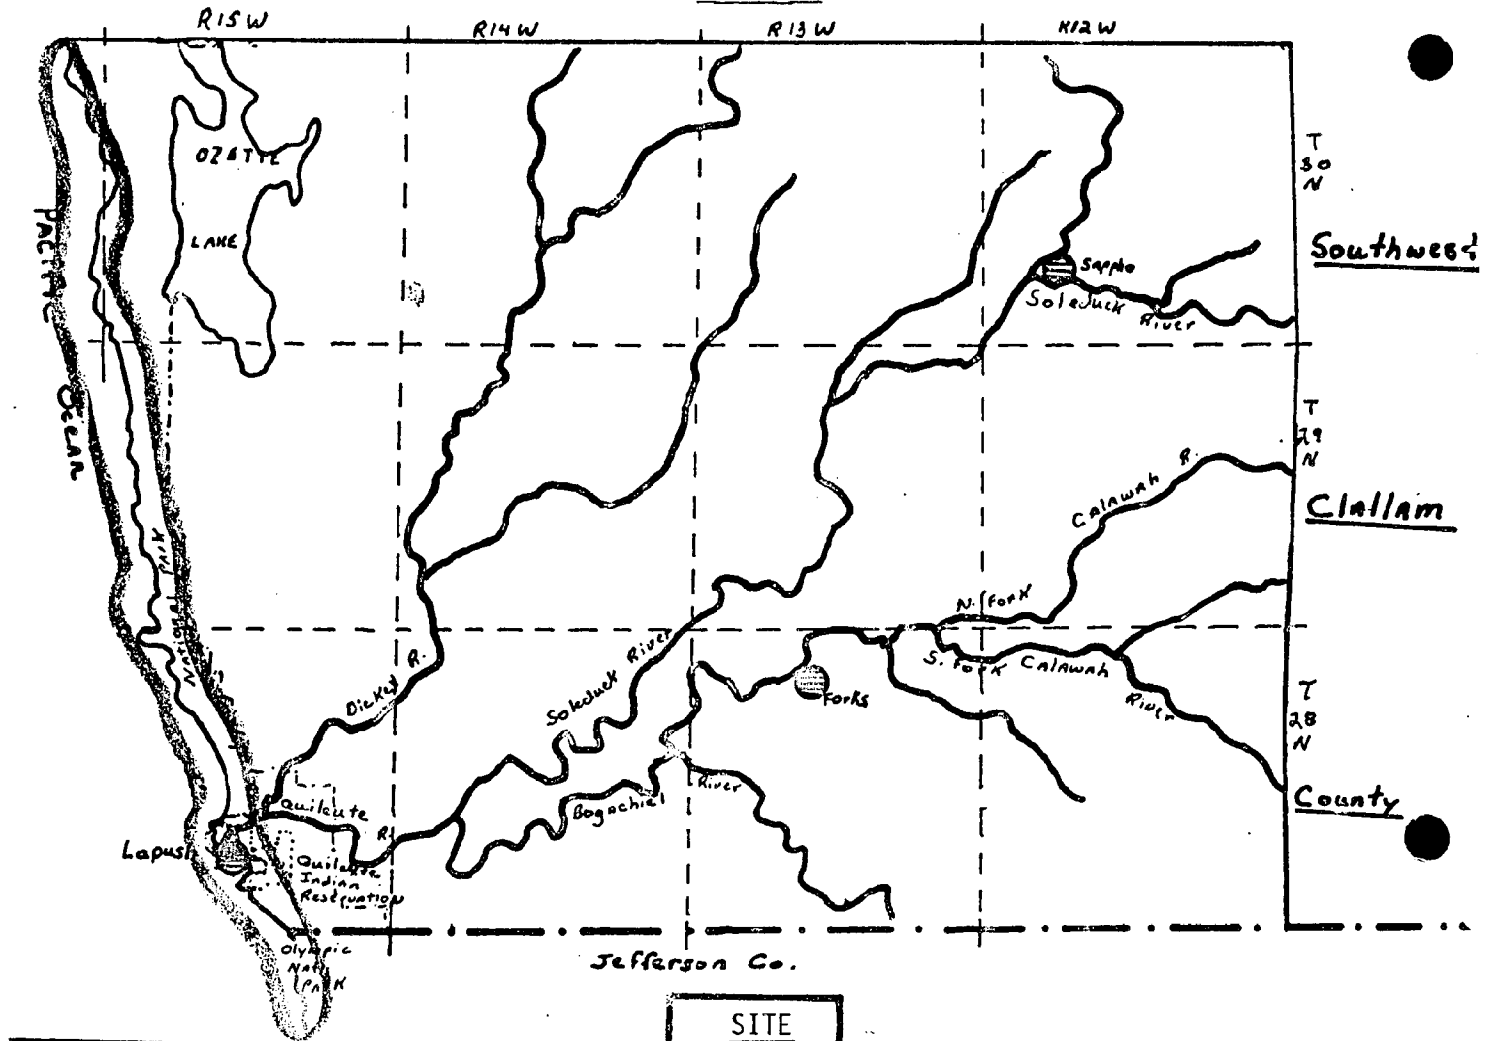 R15W
R14W
R13W
R12W
OZATTE
LAKE
PACIFIC
OCEAN
T
30
N
Southwest
Sappho
Soleduck
River
T
29
N
Calawah R.
Clallam
N. Fork
S. Fork
Calawah
River
National Park
Dickey R.
Soleduck River
Forks
T
28
N
County
Quileute
R.
Bogachiel
River
Lapush
Quileute
Indian
Reservation
Olympic
Nat.
Park
Jefferson Co.
SITE